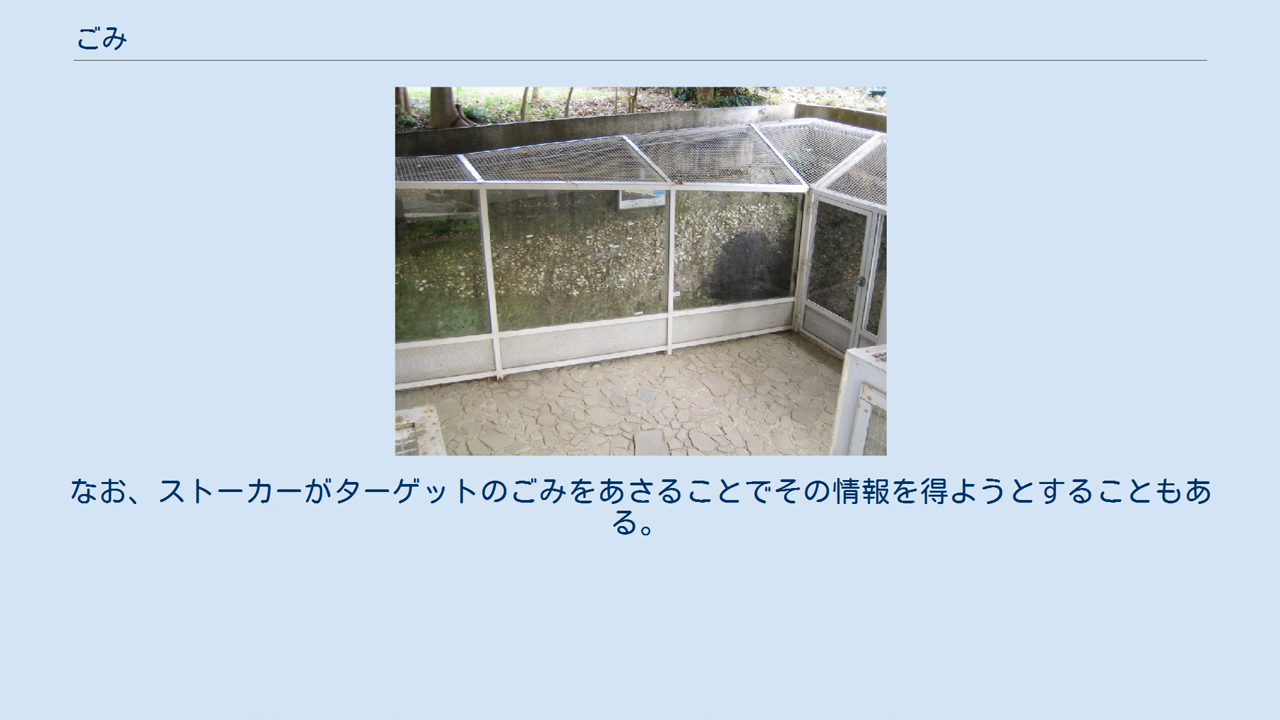 ごみ
なお、ストーカーがターゲットのごみをあさることでその情報を得ようとすることもあ
る。